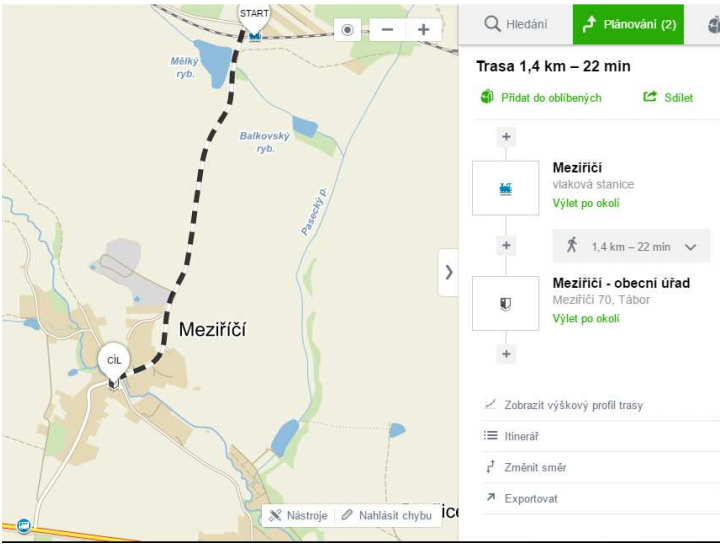 START
Mělký
ryb.
Balkovský
ryb.
Pasecký p.
Meziříčí
CÍL
Nástroje
Nahlásit chybu
Hledání
Plánování (2)
Trasa 1,4 km – 22 min
Přidat do oblíbených
Sdílet
Meziříčí
vlaková stanice
Výlet po okolí
1,4 km – 22 min
Meziříčí - obecní úřad
Meziříčí 70, Tábor
Výlet po okolí
Zobrazit výškový profil trasy
Itinerář
Změnit směr
Exportovat